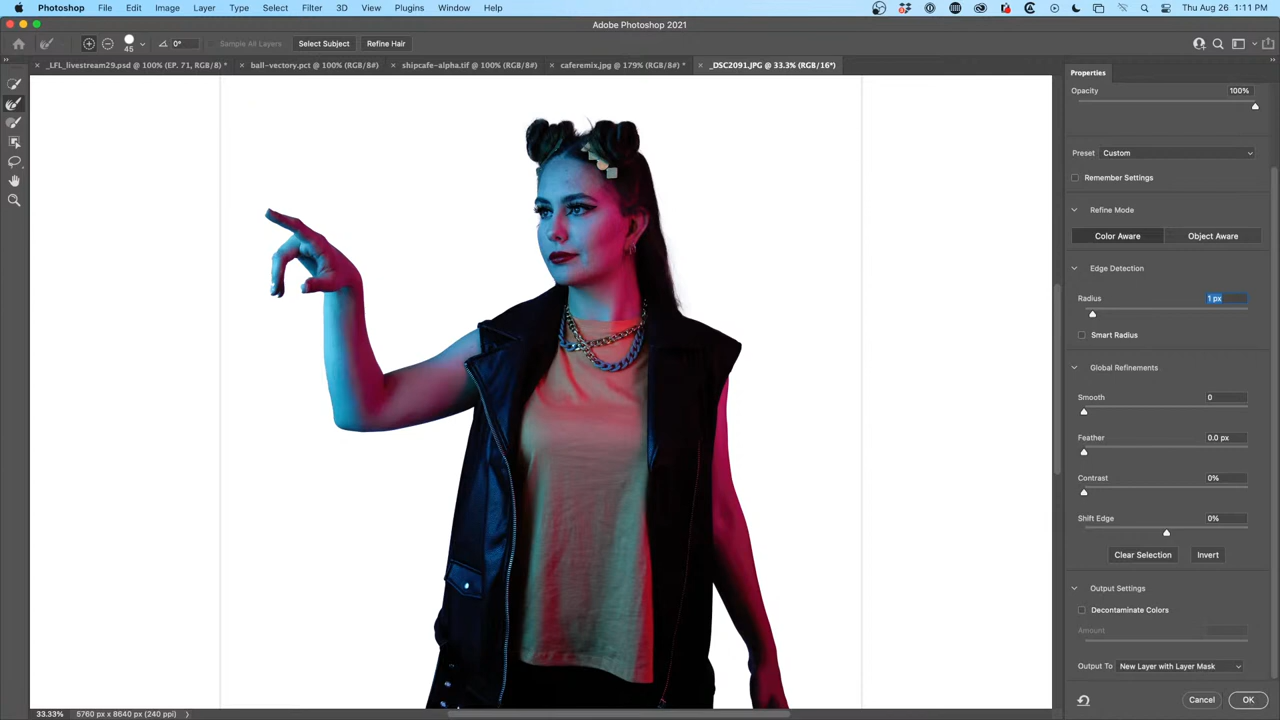 Photoshop File Edit Image Layer Type Select Filter 3D View Plugins Window Help Thu Aug 26 1:11 PM
Adobe Photoshop 2021
45 0° Sample All Layers Select Subject Refine Hair
_LFL_livestream29.psd @ 100% (EP. 71, RGB/8) * ball-vectory.pct @ 100% (RGB/8#) shipcafe-alpha.tif @ 100% (RGB/8#) caferemix.jpg @ 179% (RGB/8#) * _DSC2091.JPG @ 33.3% (RGB/16*)
Properties
Opacity 100%
Preset Custom
Remember Settings
Refine Mode
Color Aware Object Aware
Edge Detection
Radius 1 px
Smart Radius
Global Refinements
Smooth 0
Feather 0.0 px
Contrast 0%
Shift Edge 0%
Clear Selection Invert
Output Settings
Decontaminate Colors
Amount
Output To New Layer with Layer Mask
Cancel OK
33.33% 5760 px x 8640 px (240 ppi)